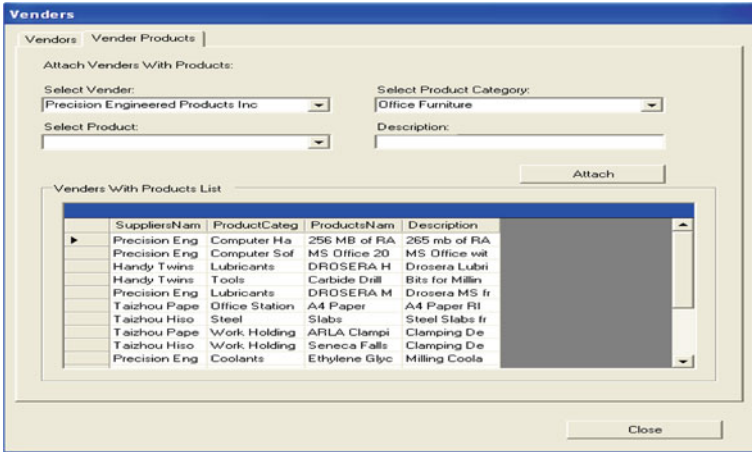 Venders
Vendors Vender Products
Attach Venders With Products:
Select Vender: Select Product Category:
Precision Engineered Products Inc Office Furniture
Select Product: Description:
Attach
Venders With Products List
SuppliersNam ProductCateg ProductsNam Description
Precision Eng Computer Ha 256 MB of RA 265 mb of RA
Precision Eng Computer Sof MS Office 20 MS Office wit
Handy Twins Lubricants DROSERA H Drosera Lubri
Handy Twins Tools Carbide Drill Bits for Millin
Precision Eng Lubricants DROSERA M Drosera MS fr
Taizhou Pape Office Station A4 Paper A4 Paper RI
Taizhou Hiso Steel Slabs Steel Slabs fr
Taizhou Pape Work Holding ARLA Clampi Clamping De
Taizhou Hiso Work Holding Seneca Falls Clamping De
Precision Eng Coolants Ethylene Glyc Milling Coola
Close